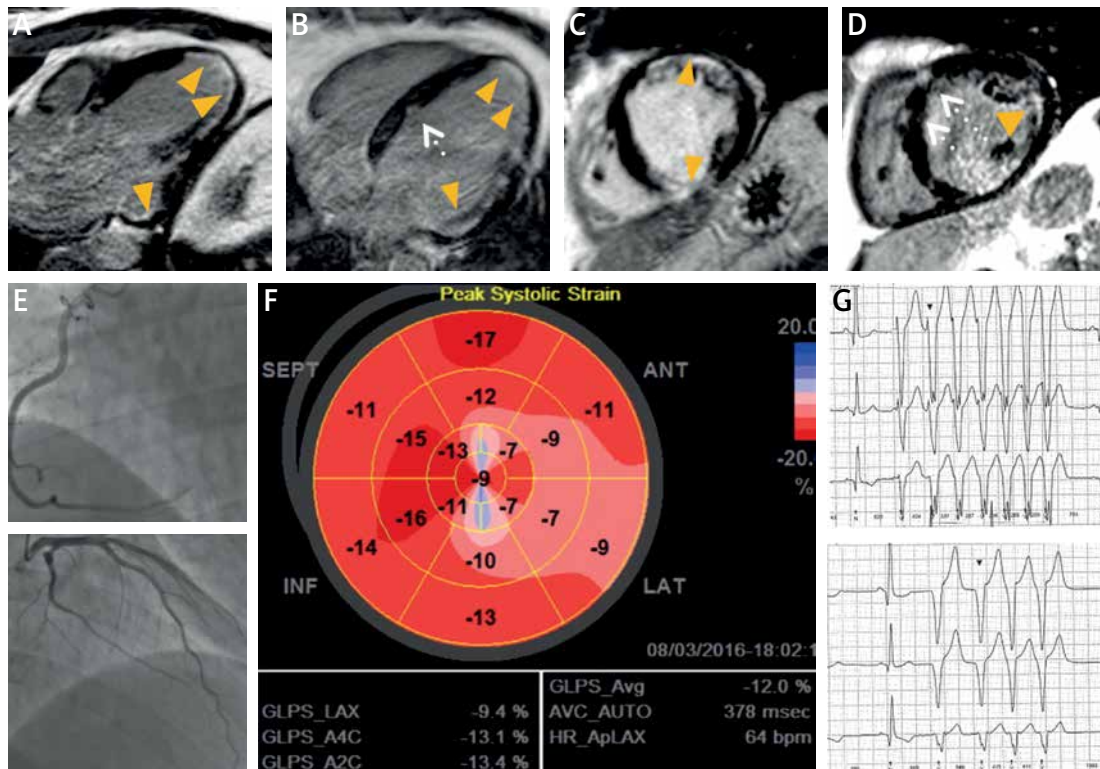 A
B
C
D
E
F
Peak Systolic Strain
20.0
-20.
%
SEPT
ANT
INF
LAT
-17
-11
-12
-11
-15
-9
-13
-7
-9
-11
-7
-16
-7
-14
-10
-9
-13
08/03/2016-18:02:1
GLPS_LAX -9.4 %
GLPS_A4C -13.1 %
GLPS_A2C -13.4 %
GLPS_Avg -12.0 %
AVC_AUTO 378 msec
HR_ApLAX 64 bpm
G